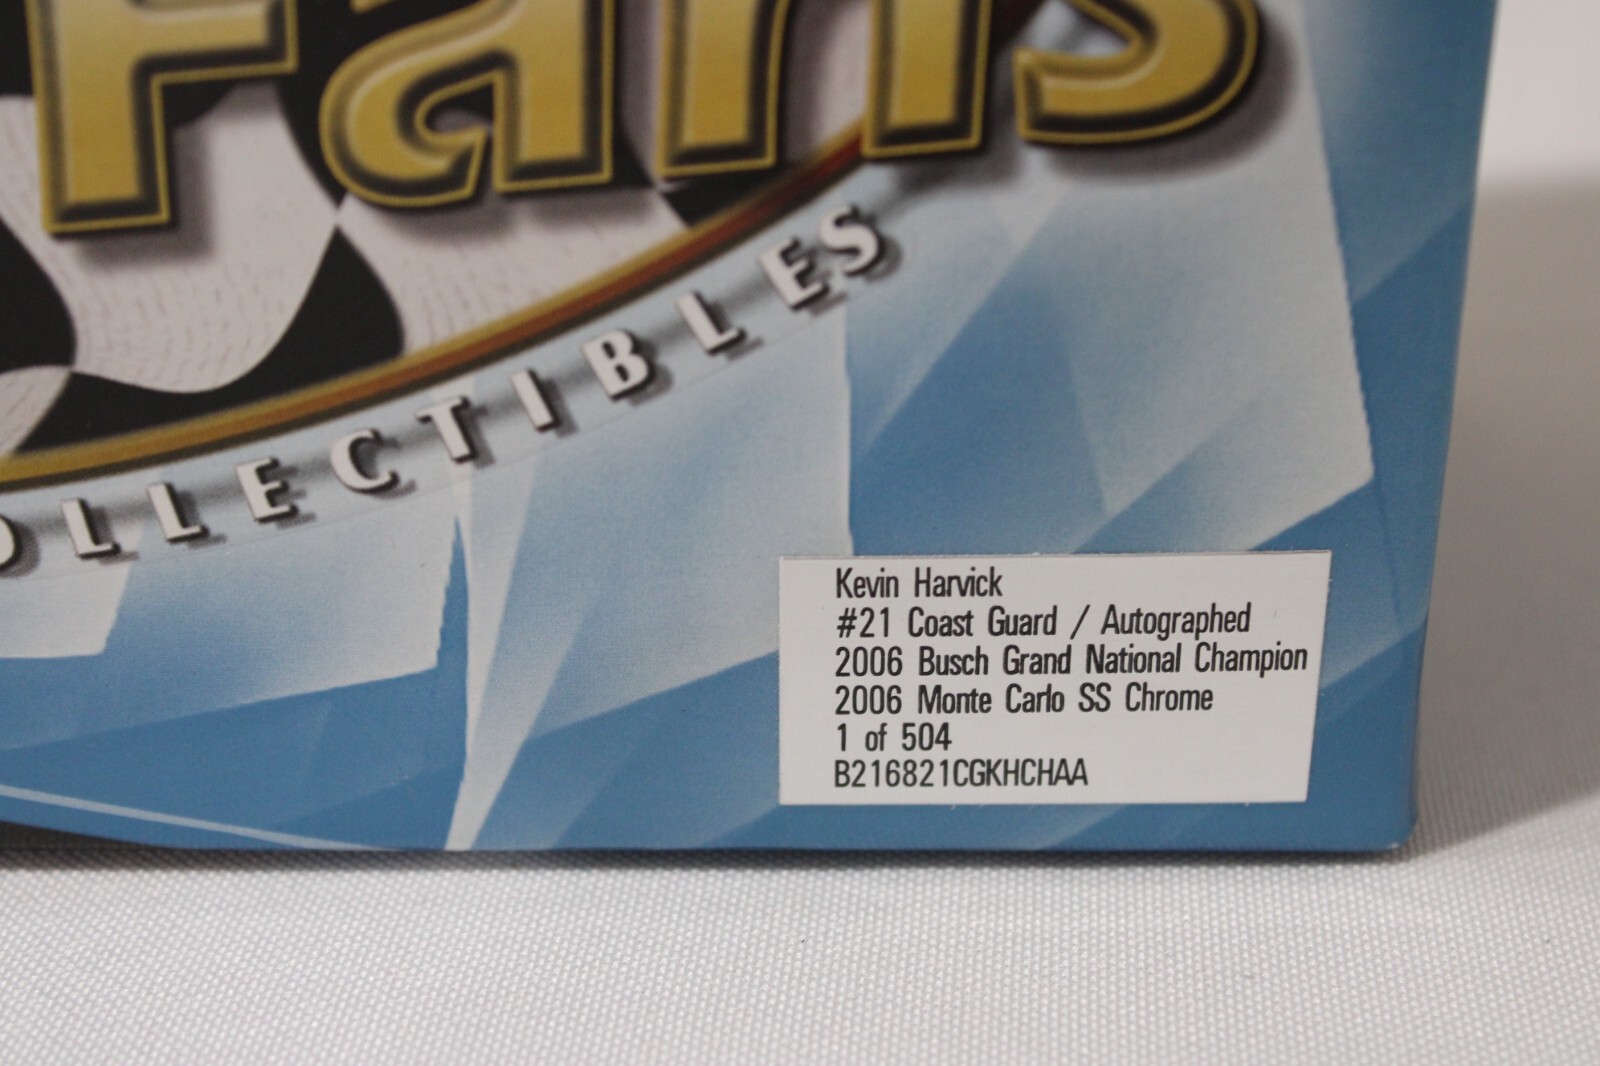 Fans
COLLECTIBLES
Kevin Harvick
#21 Coast Guard / Autographed
2006 Busch Grand National Champion
2006 Monte Carlo SS Chrome
1 of 504
B216821CGKHCHAA